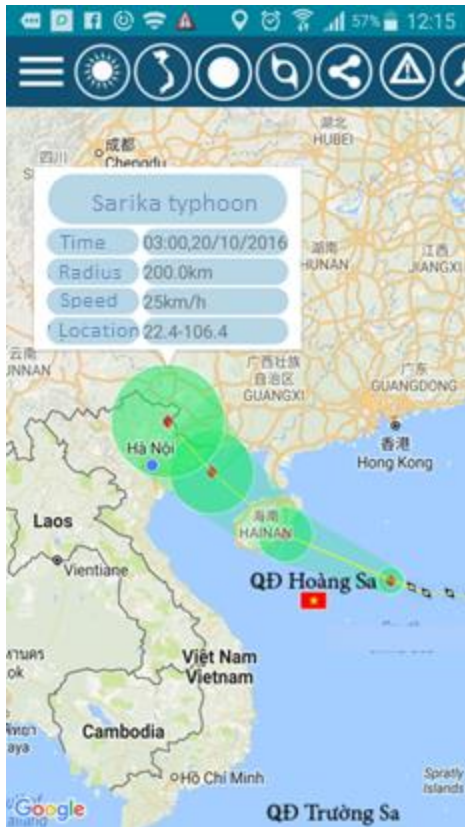 57% 12:15
湖北
HUBEI
四川
成都
Chengdu
Sarika typhoon
Time 03:00,20/10/2016
Radius 200.0km
Speed 25km/h
Location 22.4-106.4
湖南
HUNAN
江西
JIANGXI
云南
广西壮族
自治区
GUANGXI
广东
GUANGDONG
Hà Nội
香港
Hong Kong
Laos
海南
HAINAN
QĐ Hoàng Sa
Vientiane
Việt Nam
Vietnam
Cambodia
Hồ Chí Minh
Spratly
Islands
Google
QĐ Trường Sa